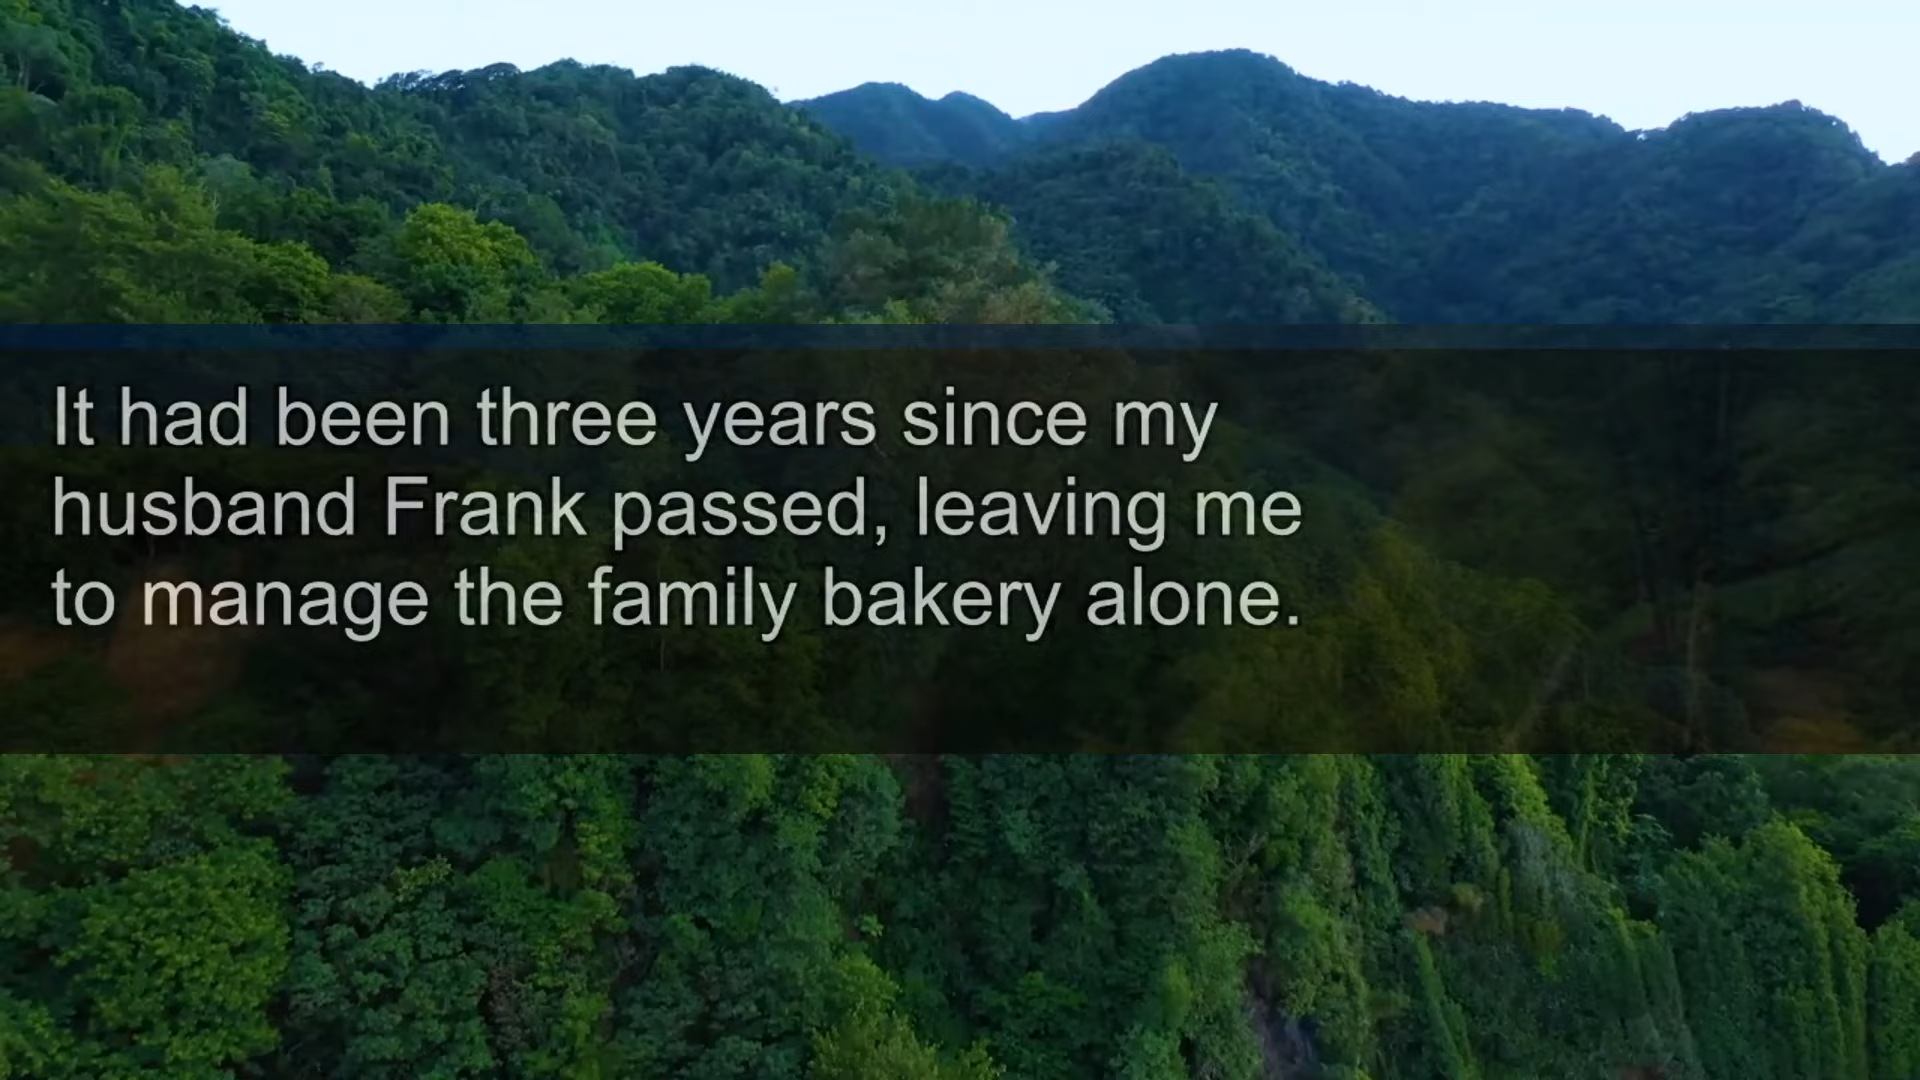 It had been three years since my
husband Frank passed, leaving me
to manage the family bakery alone.